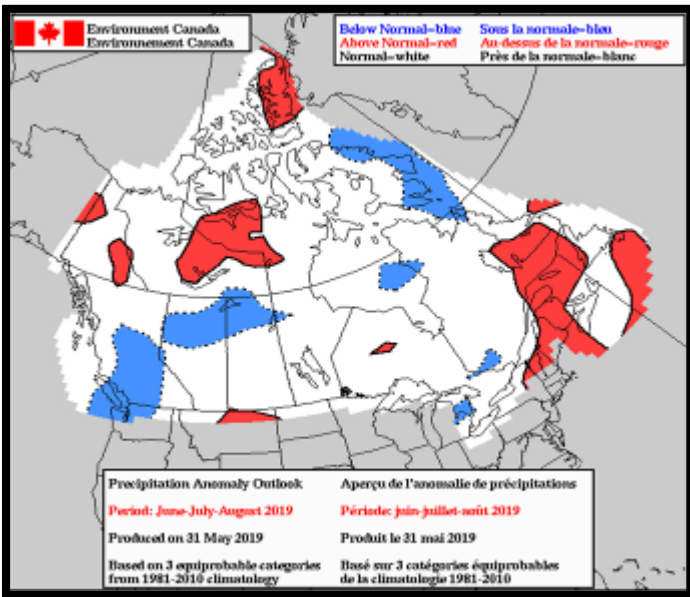 Environment Canada
Environnement Canada
Below Normal-blue
Above Normal-red
Normal-white
Sous la normale-bleu
Au-dessus de la normale-rouge
Près de la normale-blanc
Precipitation Anomaly Outlook
Period: June-July-August 2019
Produced on 31 May 2019
Based on 3 equiprobable categories
from 1981-2010 climatology
Aperçu de l'anomalie de précipitations
Période: juin-juillet-août 2019
Produit le 31 mai 2019
Basé sur 3 catégories équiprobables
de la climatologie 1981-2010